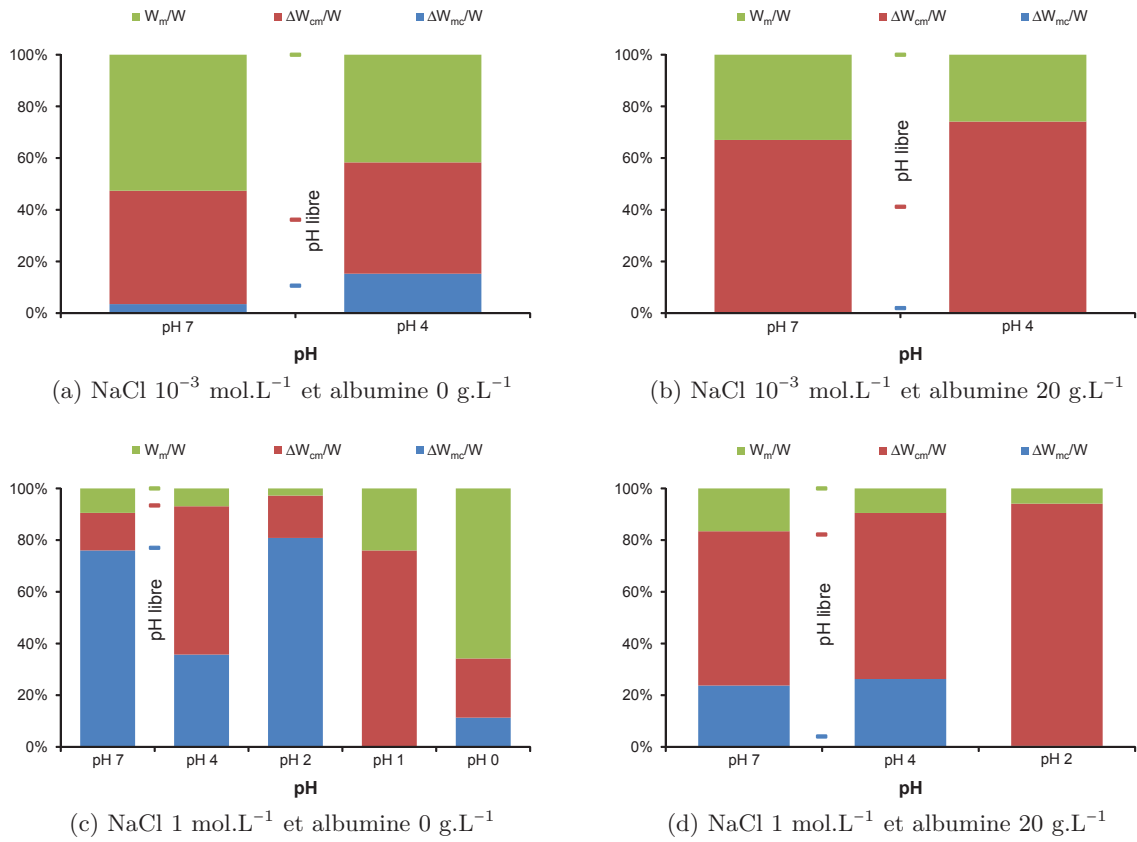 Wm/W ΔWcm/W ΔWmc/W
100%
80%
60%
40%
20%
0%
pH libre
pH 7 pH 4
pH
(a) NaCl 10⁻³ mol.L⁻¹ et albumine 0 g.L⁻¹
Wm/W ΔWcm/W ΔWmc/W
100%
80%
60%
40%
20%
0%
pH libre
pH 7 pH 4
pH
(b) NaCl 10⁻³ mol.L⁻¹ et albumine 20 g.L⁻¹
Wm/W ΔWcm/W ΔWmc/W
100%
80%
60%
40%
20%
0%
pH libre
pH 7 pH 4 pH 2 pH 1 pH 0
pH
(c) NaCl 1 mol.L⁻¹ et albumine 0 g.L⁻¹
Wm/W ΔWcm/W ΔWmc/W
100%
80%
60%
40%
20%
0%
pH libre
pH 7 pH 4 pH 2
pH
(d) NaCl 1 mol.L⁻¹ et albumine 20 g.L⁻¹